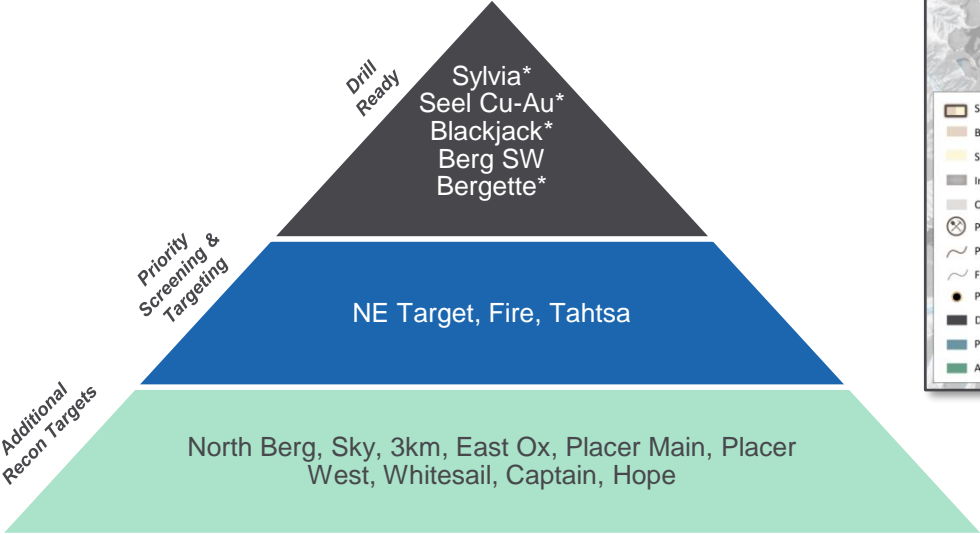 Drill
Ready
Sylvia*
Seel Cu-Au*
Blackjack*
Berg SW
Bergette*
Priority
Screening &
Targeting
NE Target, Fire, Tahtsa
Additional
Recon Targets
North Berg, Sky, 3km, East Ox, Placer Main, Placer
West, Whitesail, Captain, Hope